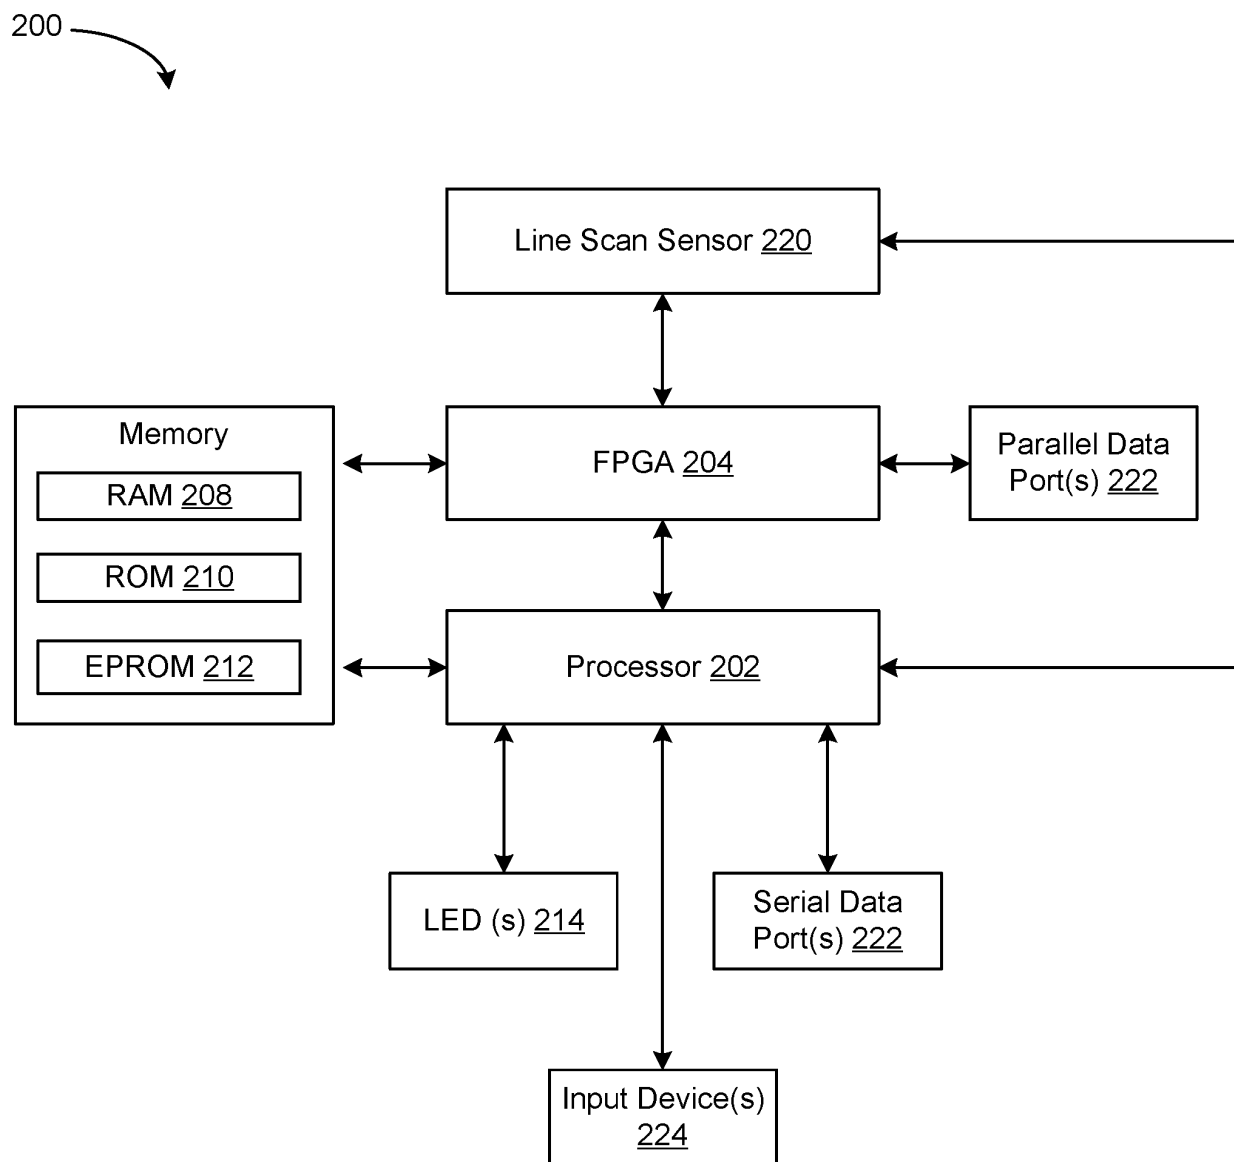 200
Line Scan Sensor 220
Memory
RAM 208
ROM 210
EPROM 212
FPGA 204
Parallel Data
Port(s) 222
Processor 202
LED (s) 214
Serial Data
Port(s) 222
Input Device(s)
224